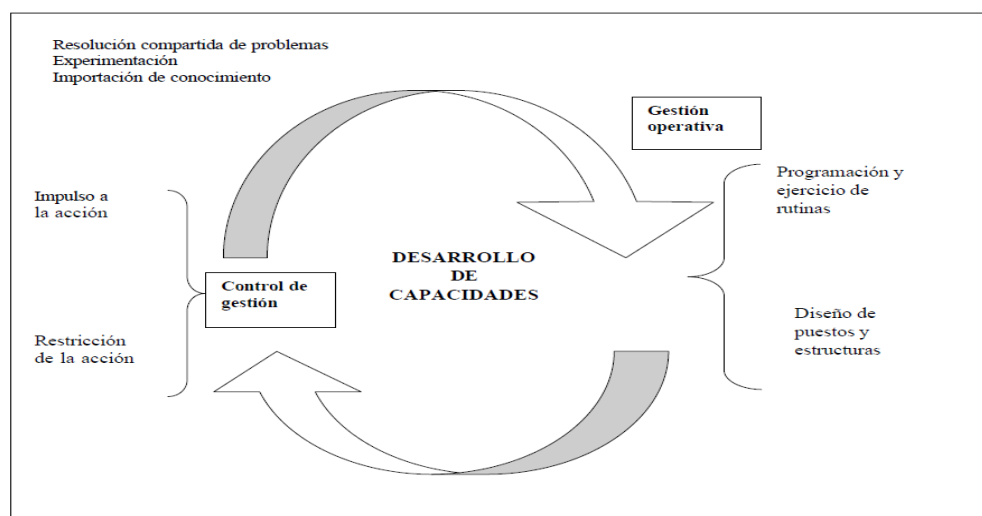 Resolución compartida de problemas
Experimentación
Importación de conocimiento
Gestión
operativa
Programación y
ejercicio de
rutinas
Impulso a
la acción
DESARROLLO
DE
CAPACIDADES
Control de
gestión
Restricción
de la acción
Diseño de
puestos y
estructuras